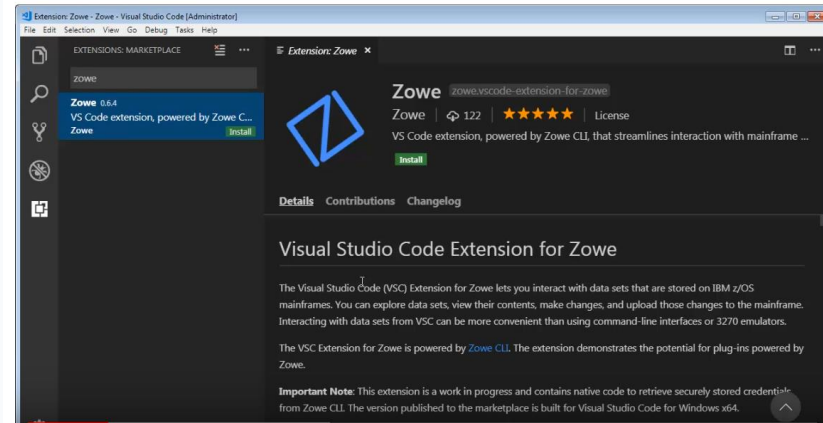 Extension: Zowe - Zowe - Visual Studio Code [Administrator]
File Edit Selection View Go Debug Tasks Help
EXTENSIONS: MARKETPLACE
zowe
Zowe 0.6.4
VS Code extension, powered by Zowe C...
Zowe Install
Extension: Zowe
Zowe zowe.vscode-extension-for-zowe
Zowe | 122 | ★★★★★ | License
VS Code extension, powered by Zowe CLI, that streamlines interaction with mainframe ...
Install
Details Contributions Changelog
Visual Studio Code Extension for Zowe
The Visual Studio Code (VSC) Extension for Zowe lets you interact with data sets that are stored on IBM z/OS
mainframes. You can explore data sets, view their contents, make changes, and upload those changes to the mainframe.
Interacting with data sets from VSC can be more convenient than using command-line interfaces or 3270 emulators.
The VSC Extension for Zowe is powered by Zowe CLI. The extension demonstrates the potential for plug-ins powered by
Zowe.
Important Note: This extension is a work in progress and contains native code to retrieve securely stored credentials
from Zowe CLI. The version published to the marketplace is built for Visual Studio Code for Windows x64.